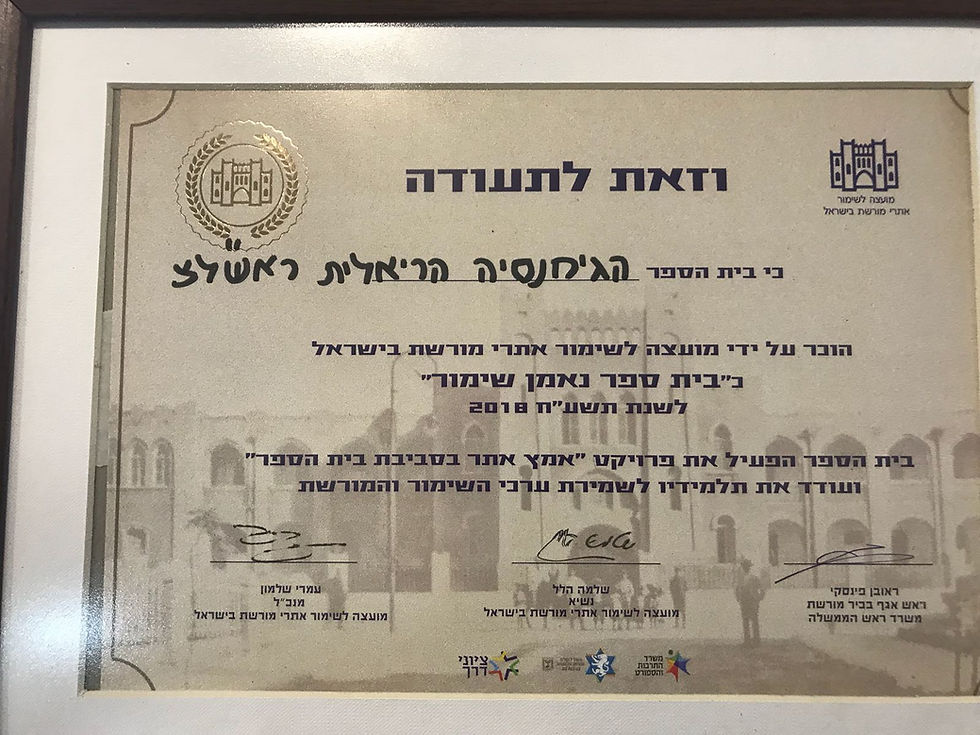 וזאת לתעודה
מועצה לשימור
אתרי מורשת בישראל
כי בית הספר הגימנסיה הריאלית ראשל"צ
הוכר על ידי מועצה לשימור אתרי מורשת בישראל
כ"בית ספר נאמן שימור"
לשנת תשע"ח 2018
בית הספר הפעיל את פרויקט "אמץ אתר בסביבת בית הספר"
ועודד את תלמידיו לשמירת ערכי השימור והמורשת
ראובן פינסקי
ראש אגף בכיר מורשת
משרד ראש הממשלה
שלמה הלל
נשיא
מועצה לשימור אתרי מורשת בישראל
עמרי שלמון
מנכ"ל
מועצה לשימור אתרי מורשת בישראל
משרד
התרבות
והספורט
ציוני
דרך